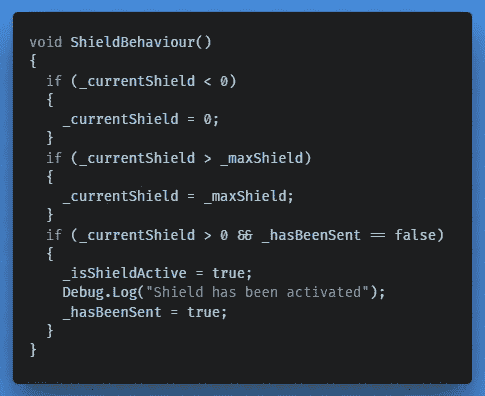 void ShieldBehaviour()
{
  if (_currentShield < 0)
  {
    _currentShield = 0;
  }
  if (_currentShield > _maxShield)
  {
    _currentShield = _maxShield;
  }
  if (_currentShield > 0 && _hasBeenSent == false)
  {
    _isShieldActive = true;
    Debug.Log("Shield has been activated");
    _hasBeenSent = true;
  }
}